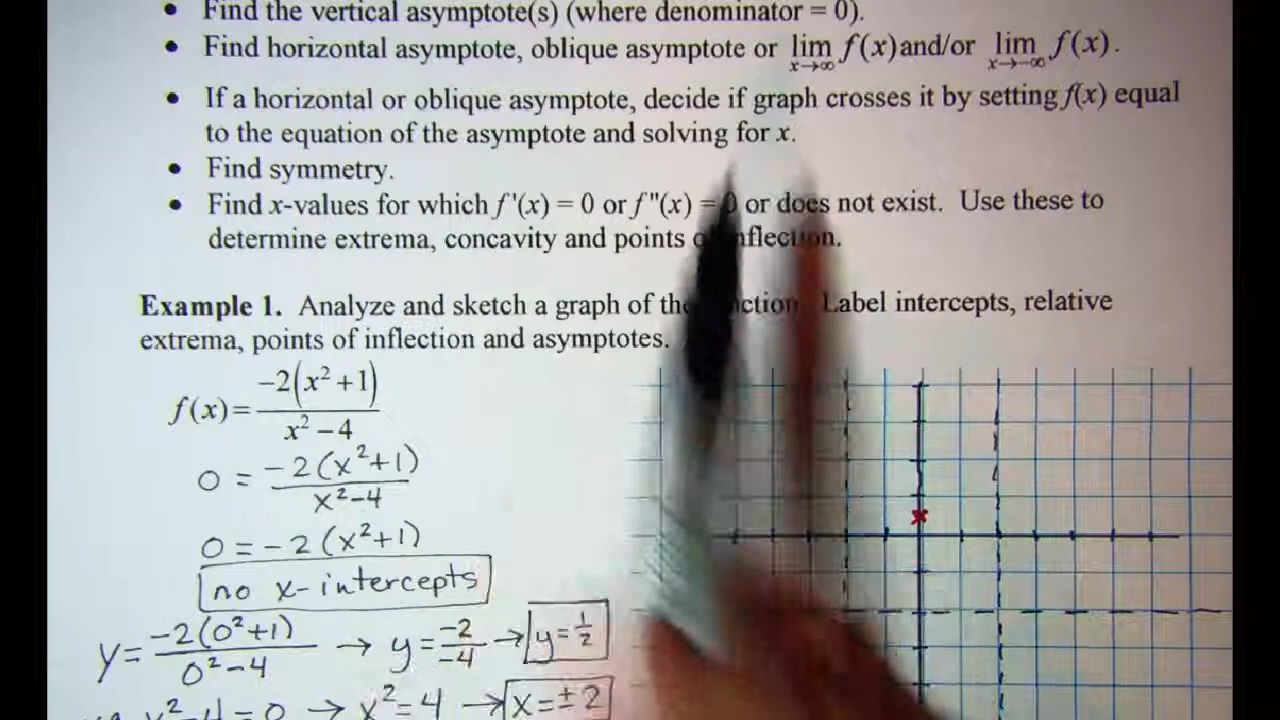 • Find the vertical asymptote(s) (where denominator = 0).
• Find horizontal asymptote, oblique asymptote or lim x→∞ f(x) and/or lim x→−∞ f(x).
• If a horizontal or oblique asymptote, decide if graph crosses it by setting f(x) equal
to the equation of the asymptote and solving for x.
• Find symmetry.
• Find x-values for which f'(x) = 0 or f"(x) = 0 or does not exist. Use these to
determine extrema, concavity and points of inflection.
Example 1. Analyze and sketch a graph of the function. Label intercepts, relative
extrema, points of inflection and asymptotes.
f(x) = −2(x² + 1) / x² − 4
0 = −2(x²+1) / x²−4
0 = −2(x²+1)
no x-intercepts
y = −2(0²+1) / 0²−4 → y = −2/−4 → y = 1/2
x²−4=0 → x²=4 → x=±2